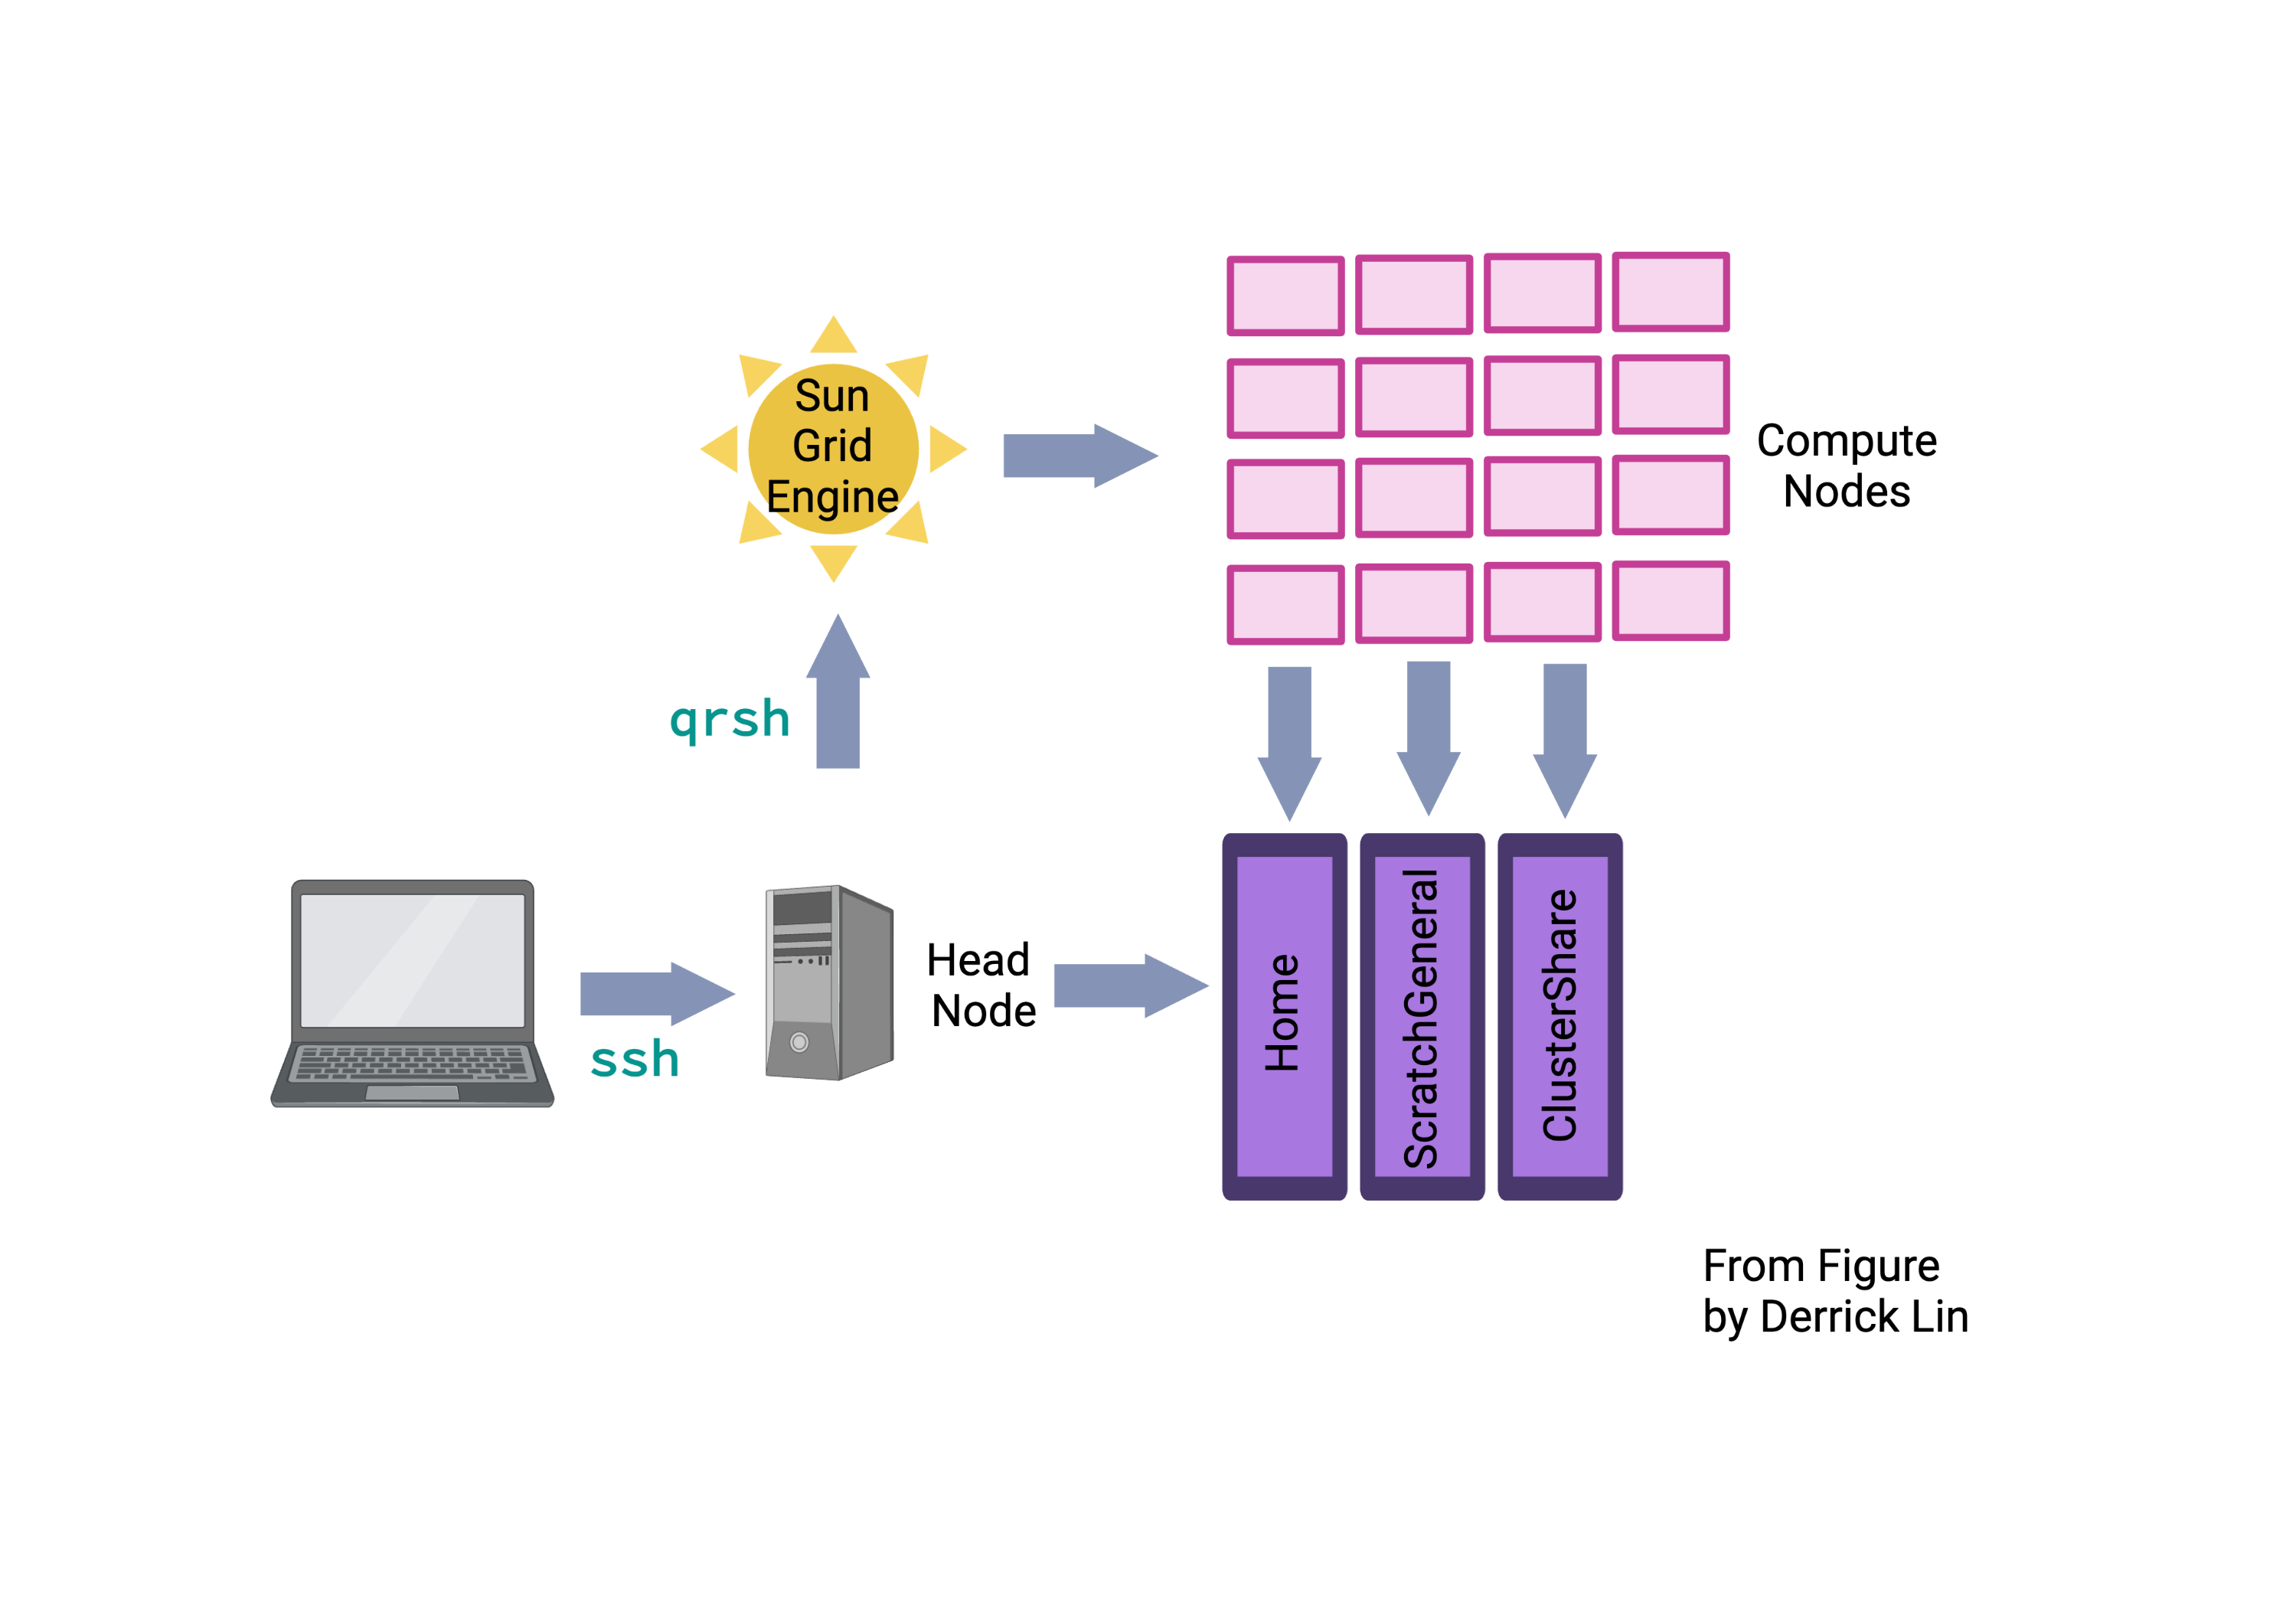 Sun
Grid
Engine
Compute
Nodes
qrsh
ssh
Head
Node
Home
ScratchGeneral
ClusterShare
From Figure
by Derrick Lin